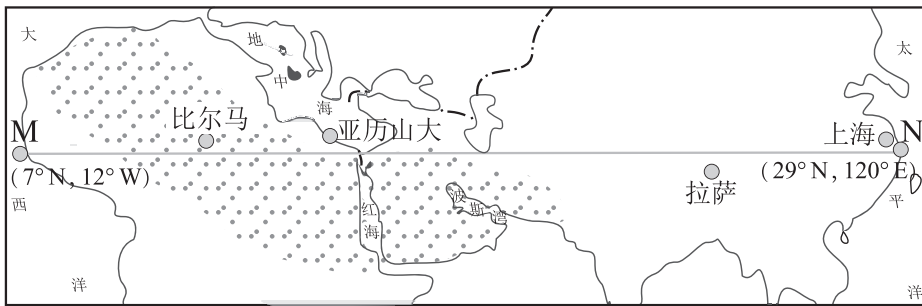 大
西
洋
地
中
海
太
平
洋
比尔马
亚历山大
上海
M
N
(7°N, 12°W)
(29°N, 120°E)
拉萨
红
海
波
斯
湾